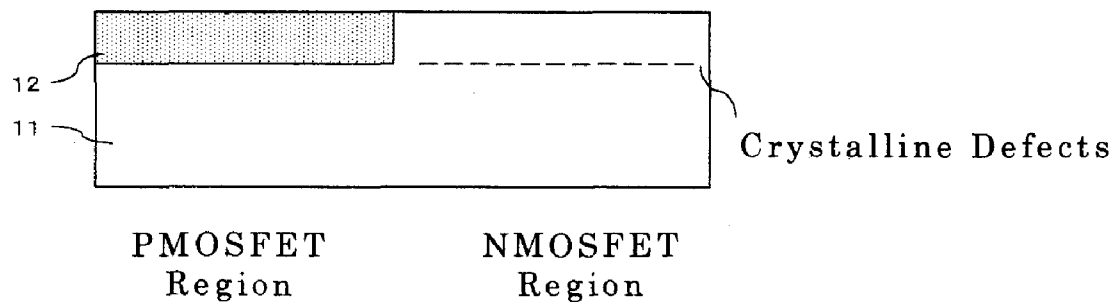 12
11
Crystalline Defects
PMOSFET
Region
NMOSFET
Region